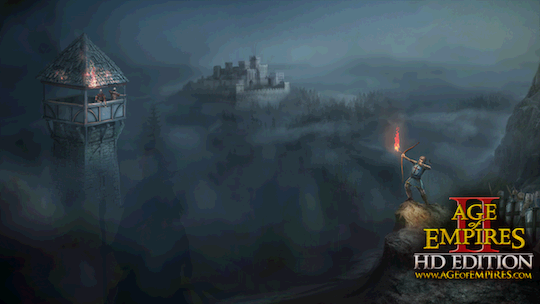 AGE
of
EMPIRES
II
HD EDITION
www.AGEofEMPIRES.com